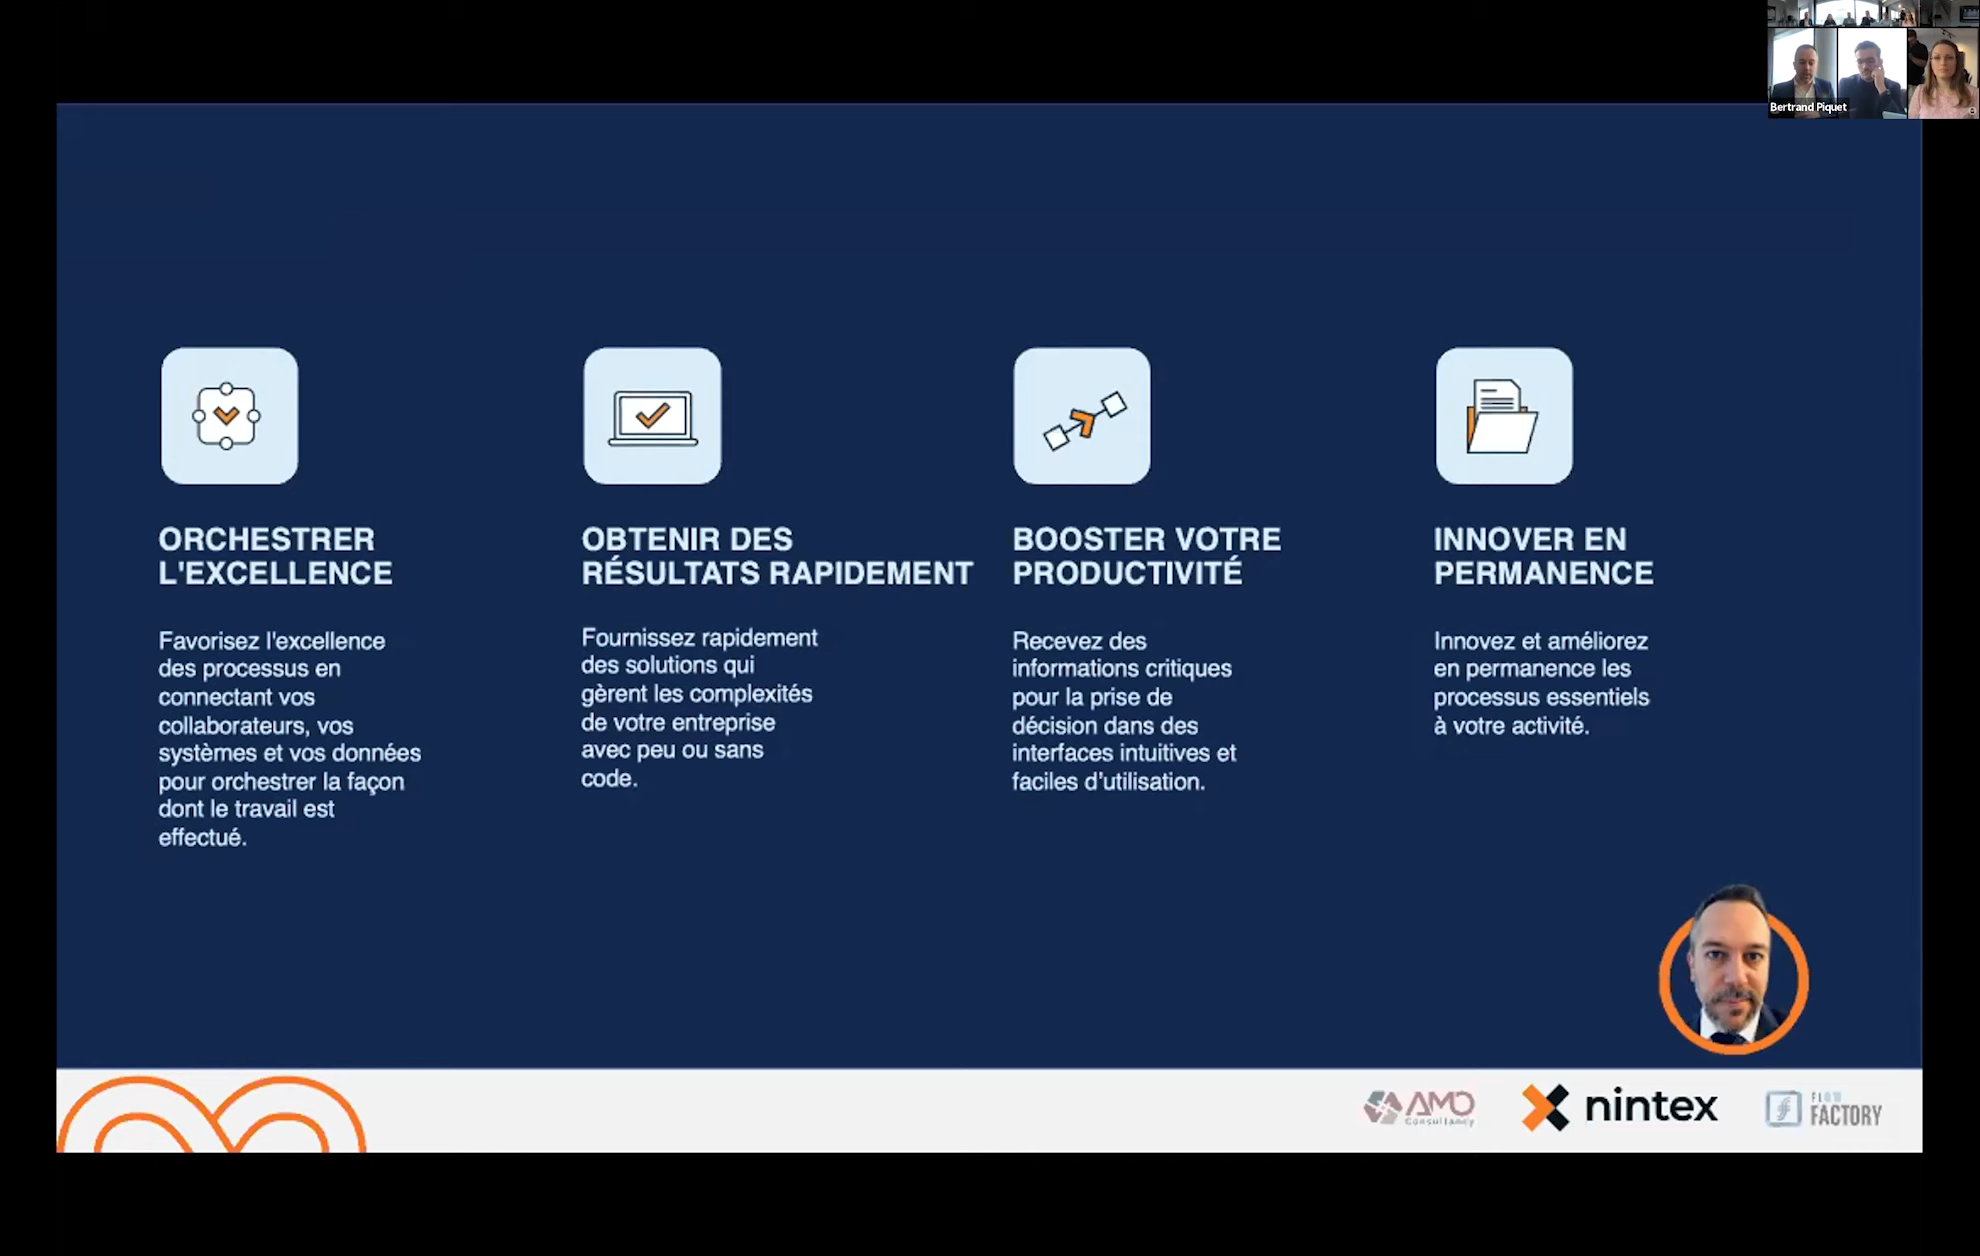 Bertrand Piquet
ORCHESTRER
L'EXCELLENCE
Favorisez l'excellence
des processus en
connectant vos
collaborateurs, vos
systèmes et vos données
pour orchestrer la façon
dont le travail est
effectué.
OBTENIR DES
RÉSULTATS RAPIDEMENT
Fournissez rapidement
des solutions qui
gèrent les complexités
de votre entreprise
avec peu ou sans
code.
BOOSTER VOTRE
PRODUCTIVITÉ
Recevez des
informations critiques
pour la prise de
décision dans des
interfaces intuitives et
faciles d'utilisation.
INNOVER EN
PERMANENCE
Innovez et améliorez
en permanence les
processus essentiels
à votre activité.
AMO
Consultancy
nintex
FLOW
FACTORY